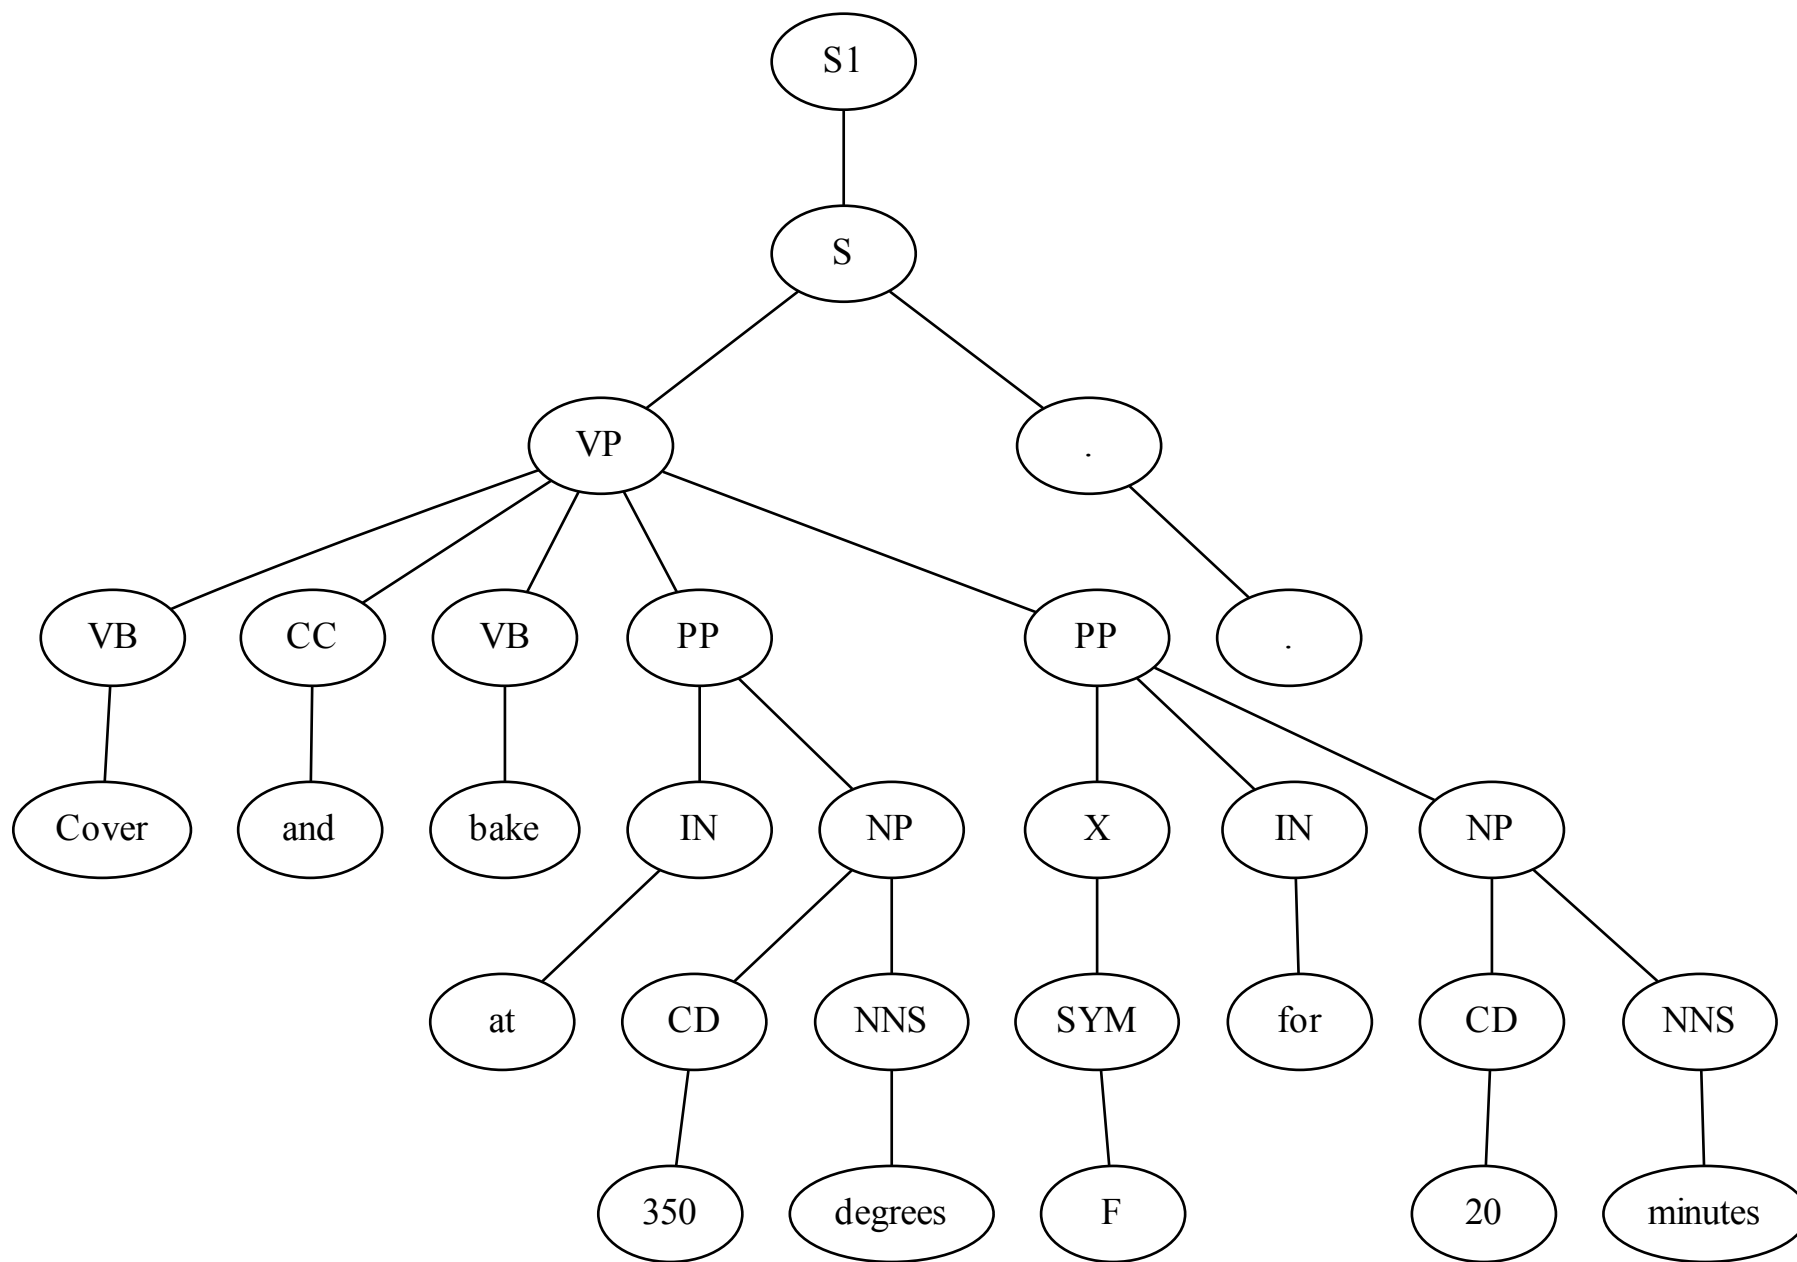 S1
S
VP .
VB CC VB PP PP .
Cover and bake IN NP X IN NP
at CD NNS SYM for CD NNS
350 degrees F 20 minutes